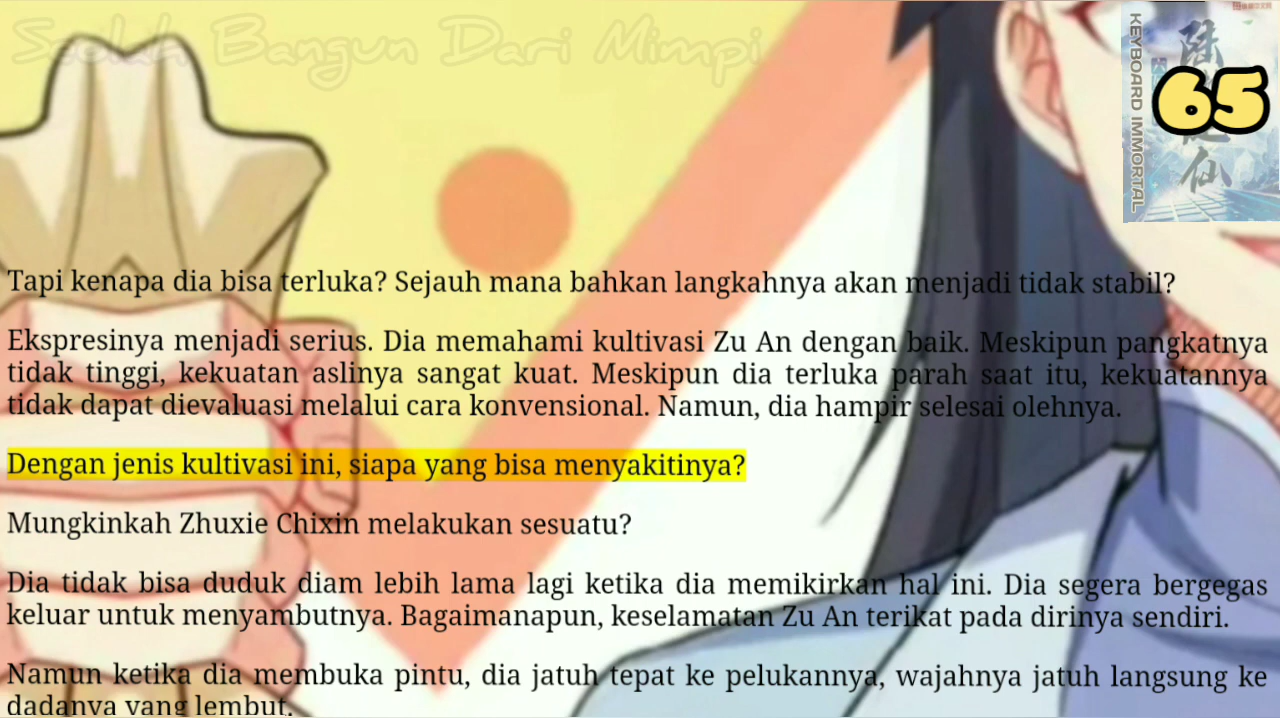 Sudah Bangun Dari Mimpi
KEYBOARD IMMORTAL
65
仙
Tapi kenapa dia bisa terluka? Sejauh mana bahkan langkahnya akan menjadi tidak stabil?
Ekspresinya menjadi serius. Dia memahami kultivasi Zu An dengan baik. Meskipun pangkatnya
tidak tinggi, kekuatan aslinya sangat kuat. Meskipun dia terluka parah saat itu, kekuatannya
tidak dapat dievaluasi melalui cara konvensional. Namun, dia hampir selesai olehnya.
Dengan jenis kultivasi ini, siapa yang bisa menyakitinya?
Mungkinkah Zhuxie Chixin melakukan sesuatu?
Dia tidak bisa duduk diam lebih lama lagi ketika dia memikirkan hal ini. Dia segera bergegas
keluar untuk menyambutnya. Bagaimanapun, keselamatan Zu An terikat pada dirinya sendiri.
Namun ketika dia membuka pintu, dia jatuh tepat ke pelukannya, wajahnya jatuh langsung ke
dadanya yang lembut.